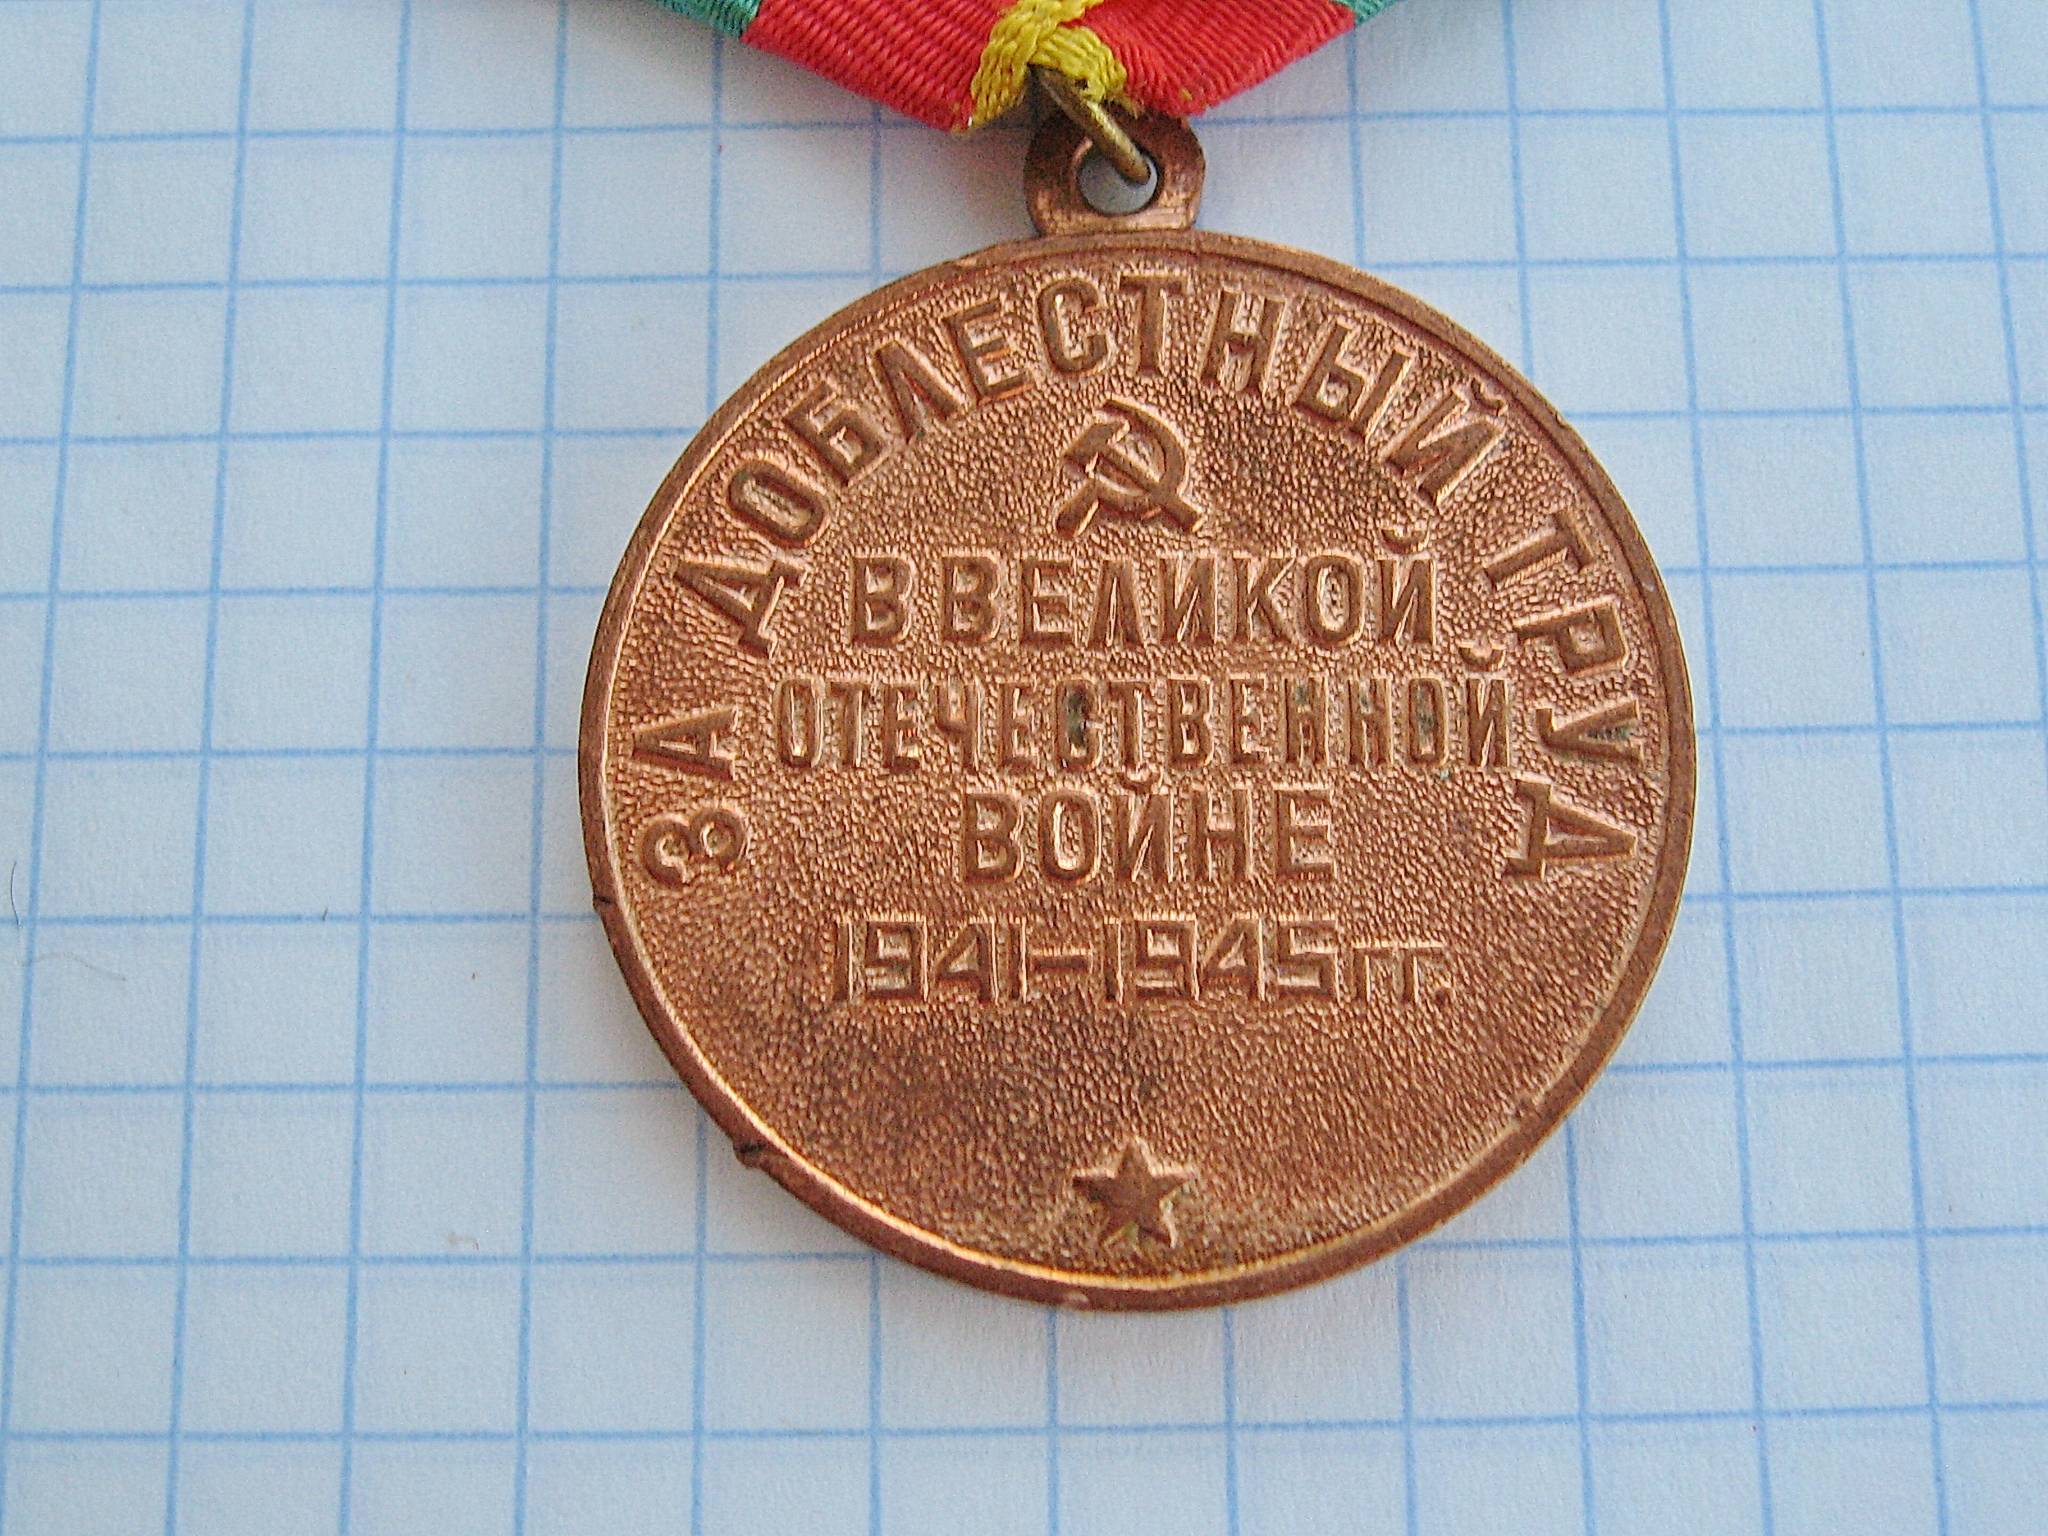 ЗА ДОБЛЕСТНЫЙ ТРУД
В ВЕЛИКОЙ
ОТЕЧЕСТВЕННОЙ
ВОЙНЕ
1941-1945 гг.